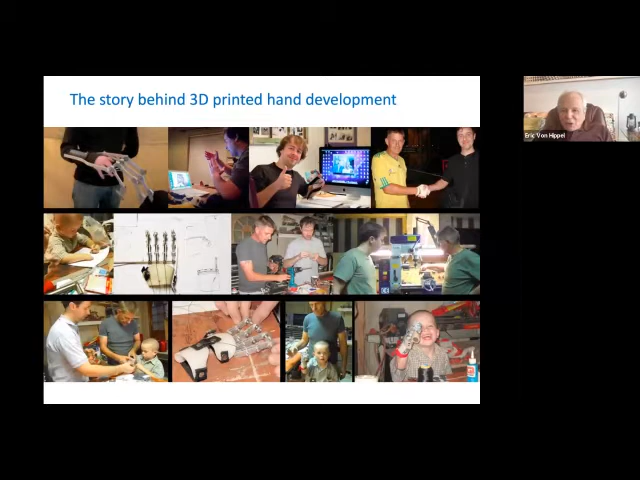 The story behind 3D printed hand development
Eric Von Hippel